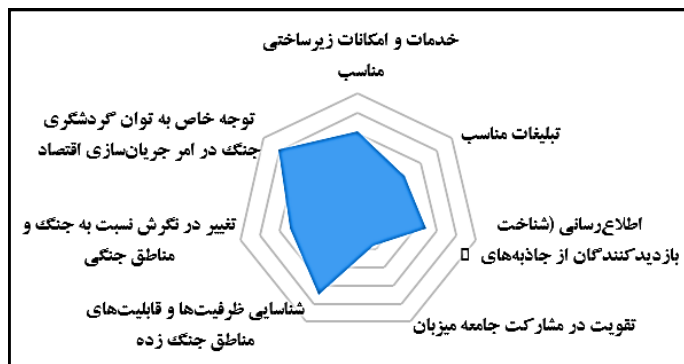 خدمات و امکانات زیرساختی
مناسب
تبلیغات مناسب
اطلاع‌رسانی (شناخت
بازدیدکنندگان از جاذبه‌های
تقویت در مشارکت جامعه میزبان
شناسایی ظرفیت‌ها و قابلیت‌های
مناطق جنگ زده
تغییر در نگرش نسبت به جنگ و
مناطق جنگی
توجه خاص به توان گردشگری
جنگ در امر جریان‌سازی اقتصاد